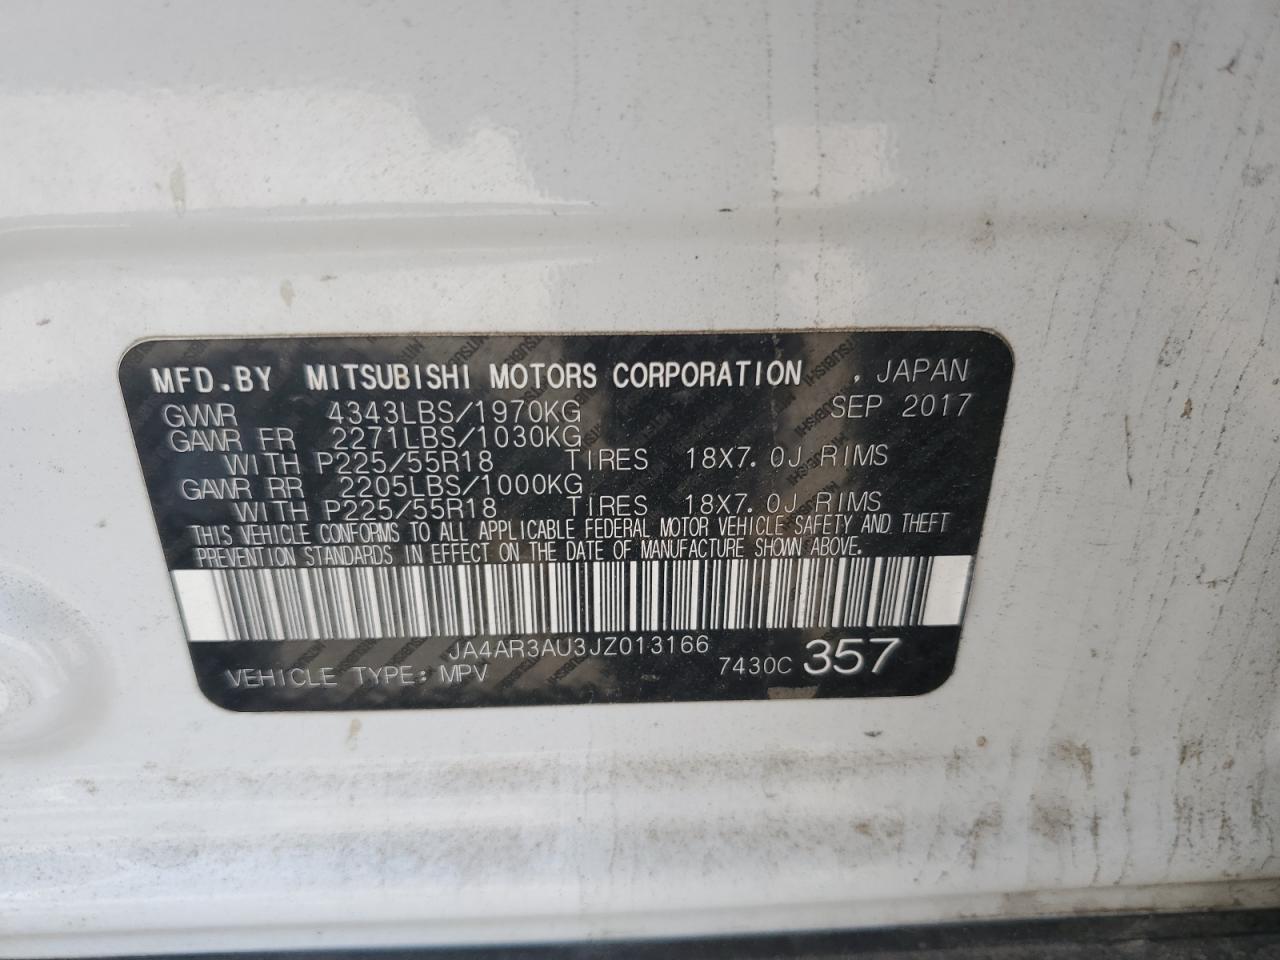 MFD.BY MITSUBISHI MOTORS CORPORATION , JAPAN
GVWR 4343LBS/1970KG SEP 2017
GAWR FR 2271LBS/1030KG
WITH P225/55R18 TIRES 18X7.0J RIMS
GAWR RR 2205LBS/1000KG
WITH P225/55R18 TIRES 18X7.0J RIMS
THIS VEHICLE CONFORMS TO ALL APPLICABLE FEDERAL MOTOR VEHICLE SAFETY AND THEFT
PREVENTION STANDARDS IN EFFECT ON THE DATE OF MANUFACTURE SHOWN ABOVE.
JA4AR3AU3JZ013166
VEHICLE TYPE: MPV 7430C 357